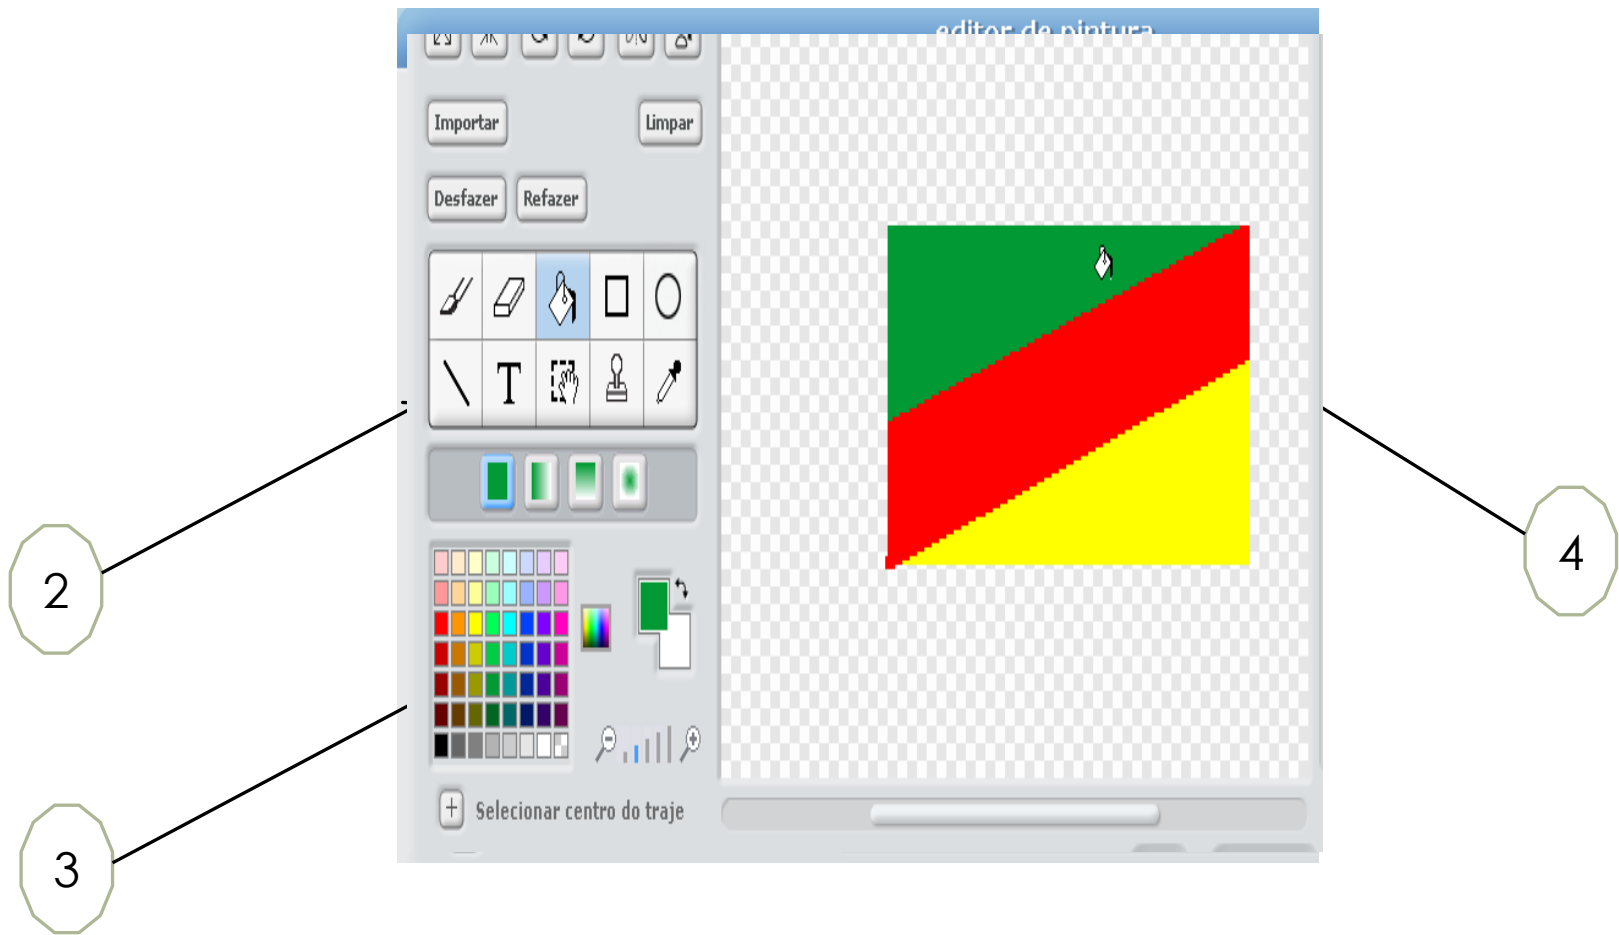 editor de pintura
Importar
Limpar
Desfazer
Refazer
T
2
4
3
Selecionar centro do traje